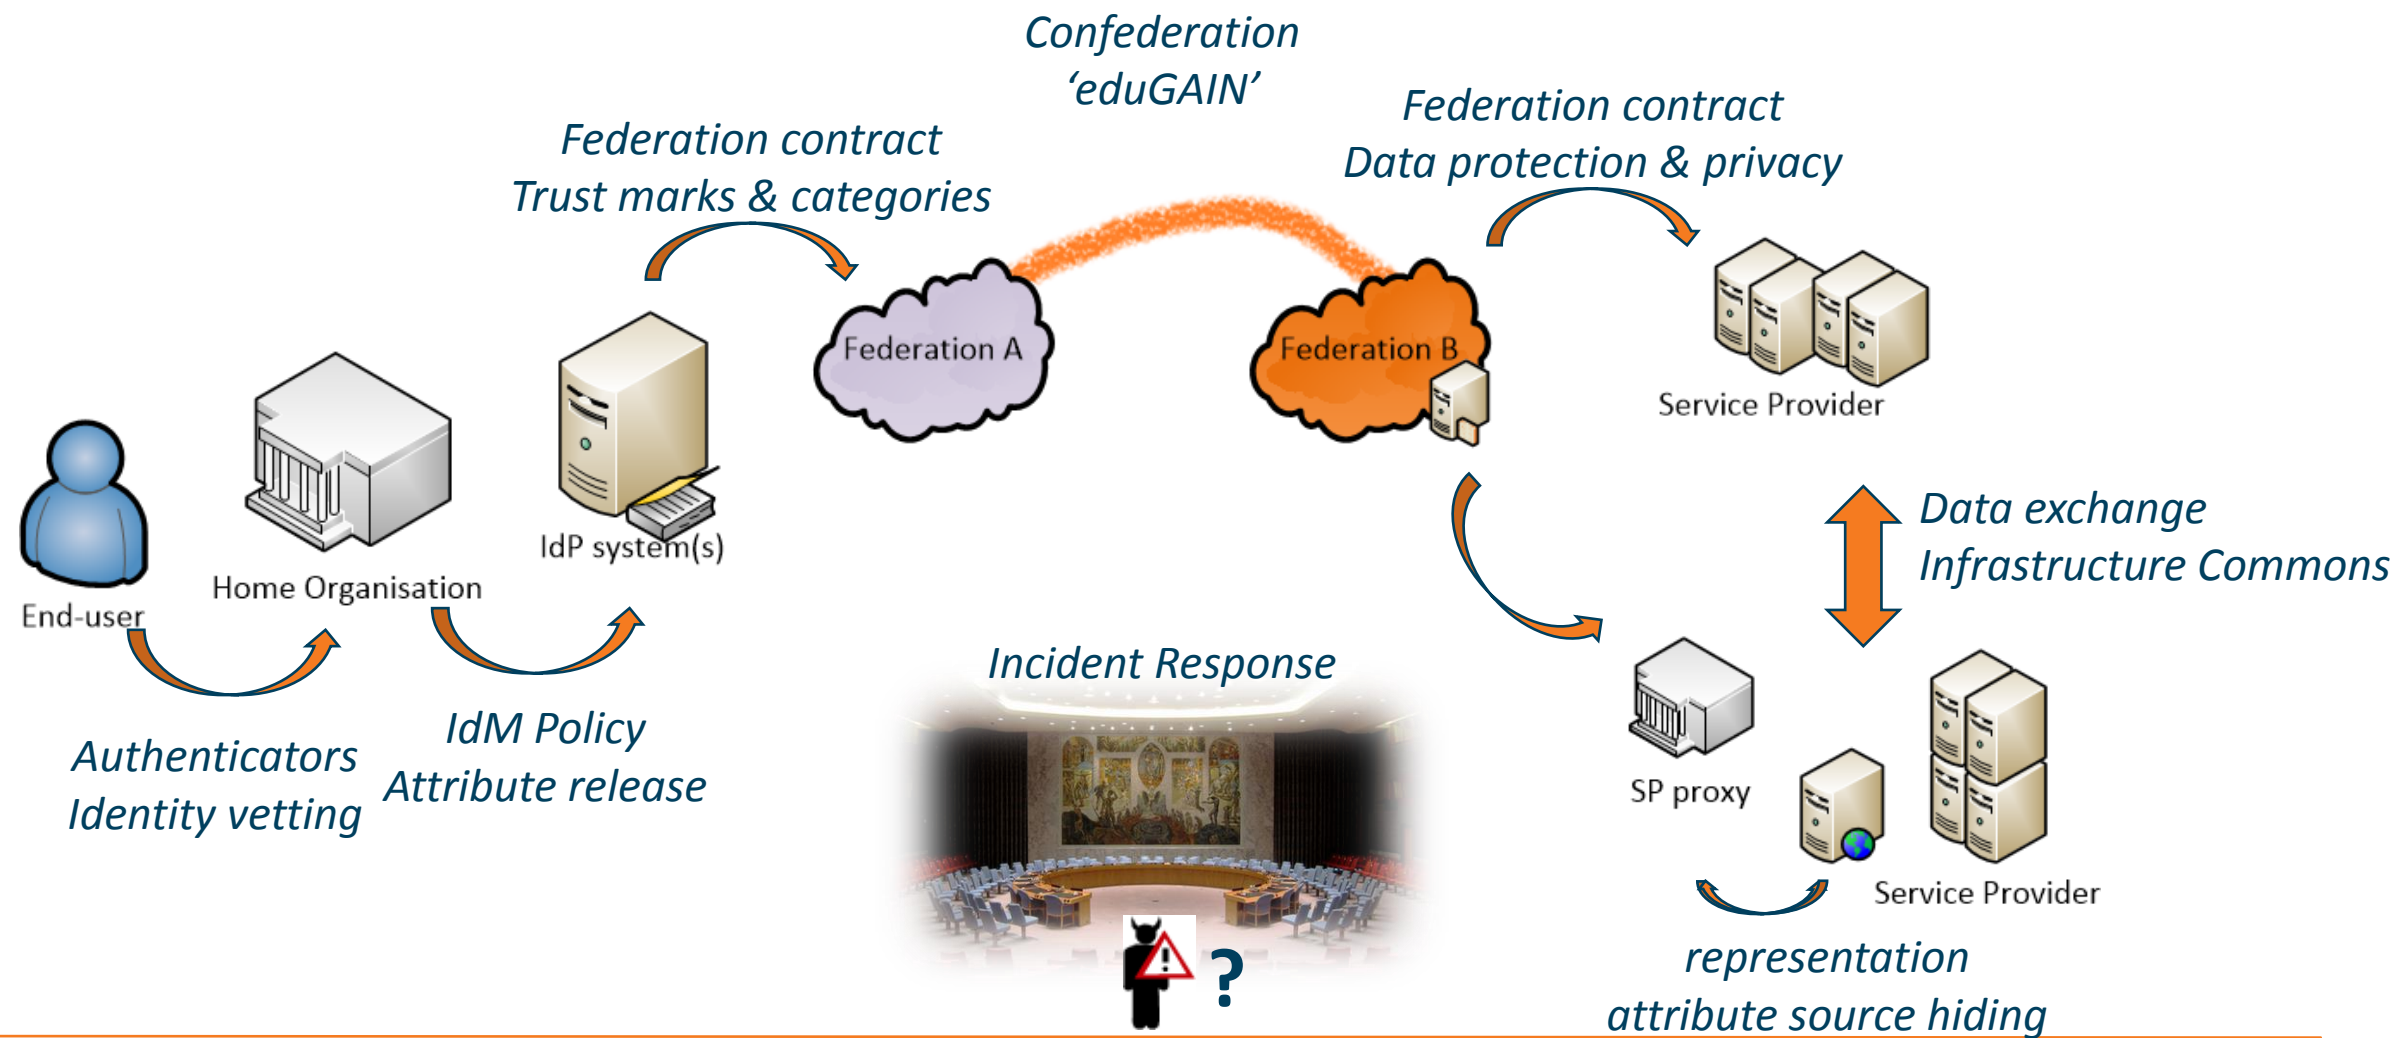 Confederation
‘eduGAIN’
Federation contract
Trust marks & categories
Federation contract
Data protection & privacy
Federation A
Federation B
Service Provider
IdP system(s)
Home Organisation
End-user
Data exchange
Infrastructure Commons
Incident Response
IdM Policy
Attribute release
Authenticators
Identity vetting
SP proxy
Service Provider
?
representation
attribute source hiding